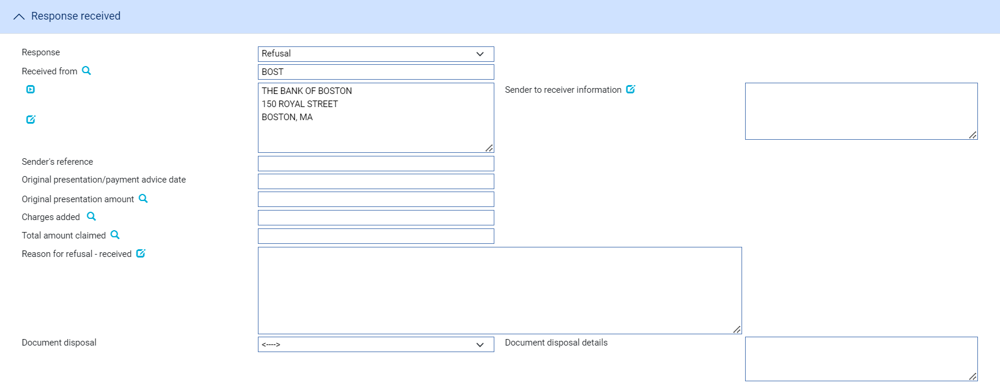 Response received
Response
Refusal
Received from
BOST
THE BANK OF BOSTON
150 ROYAL STREET
BOSTON, MA
Sender to receiver information
Sender's reference
Original presentation/payment advice date
Original presentation amount
Charges added
Total amount claimed
Reason for refusal - received
Document disposal
<---->
Document disposal details